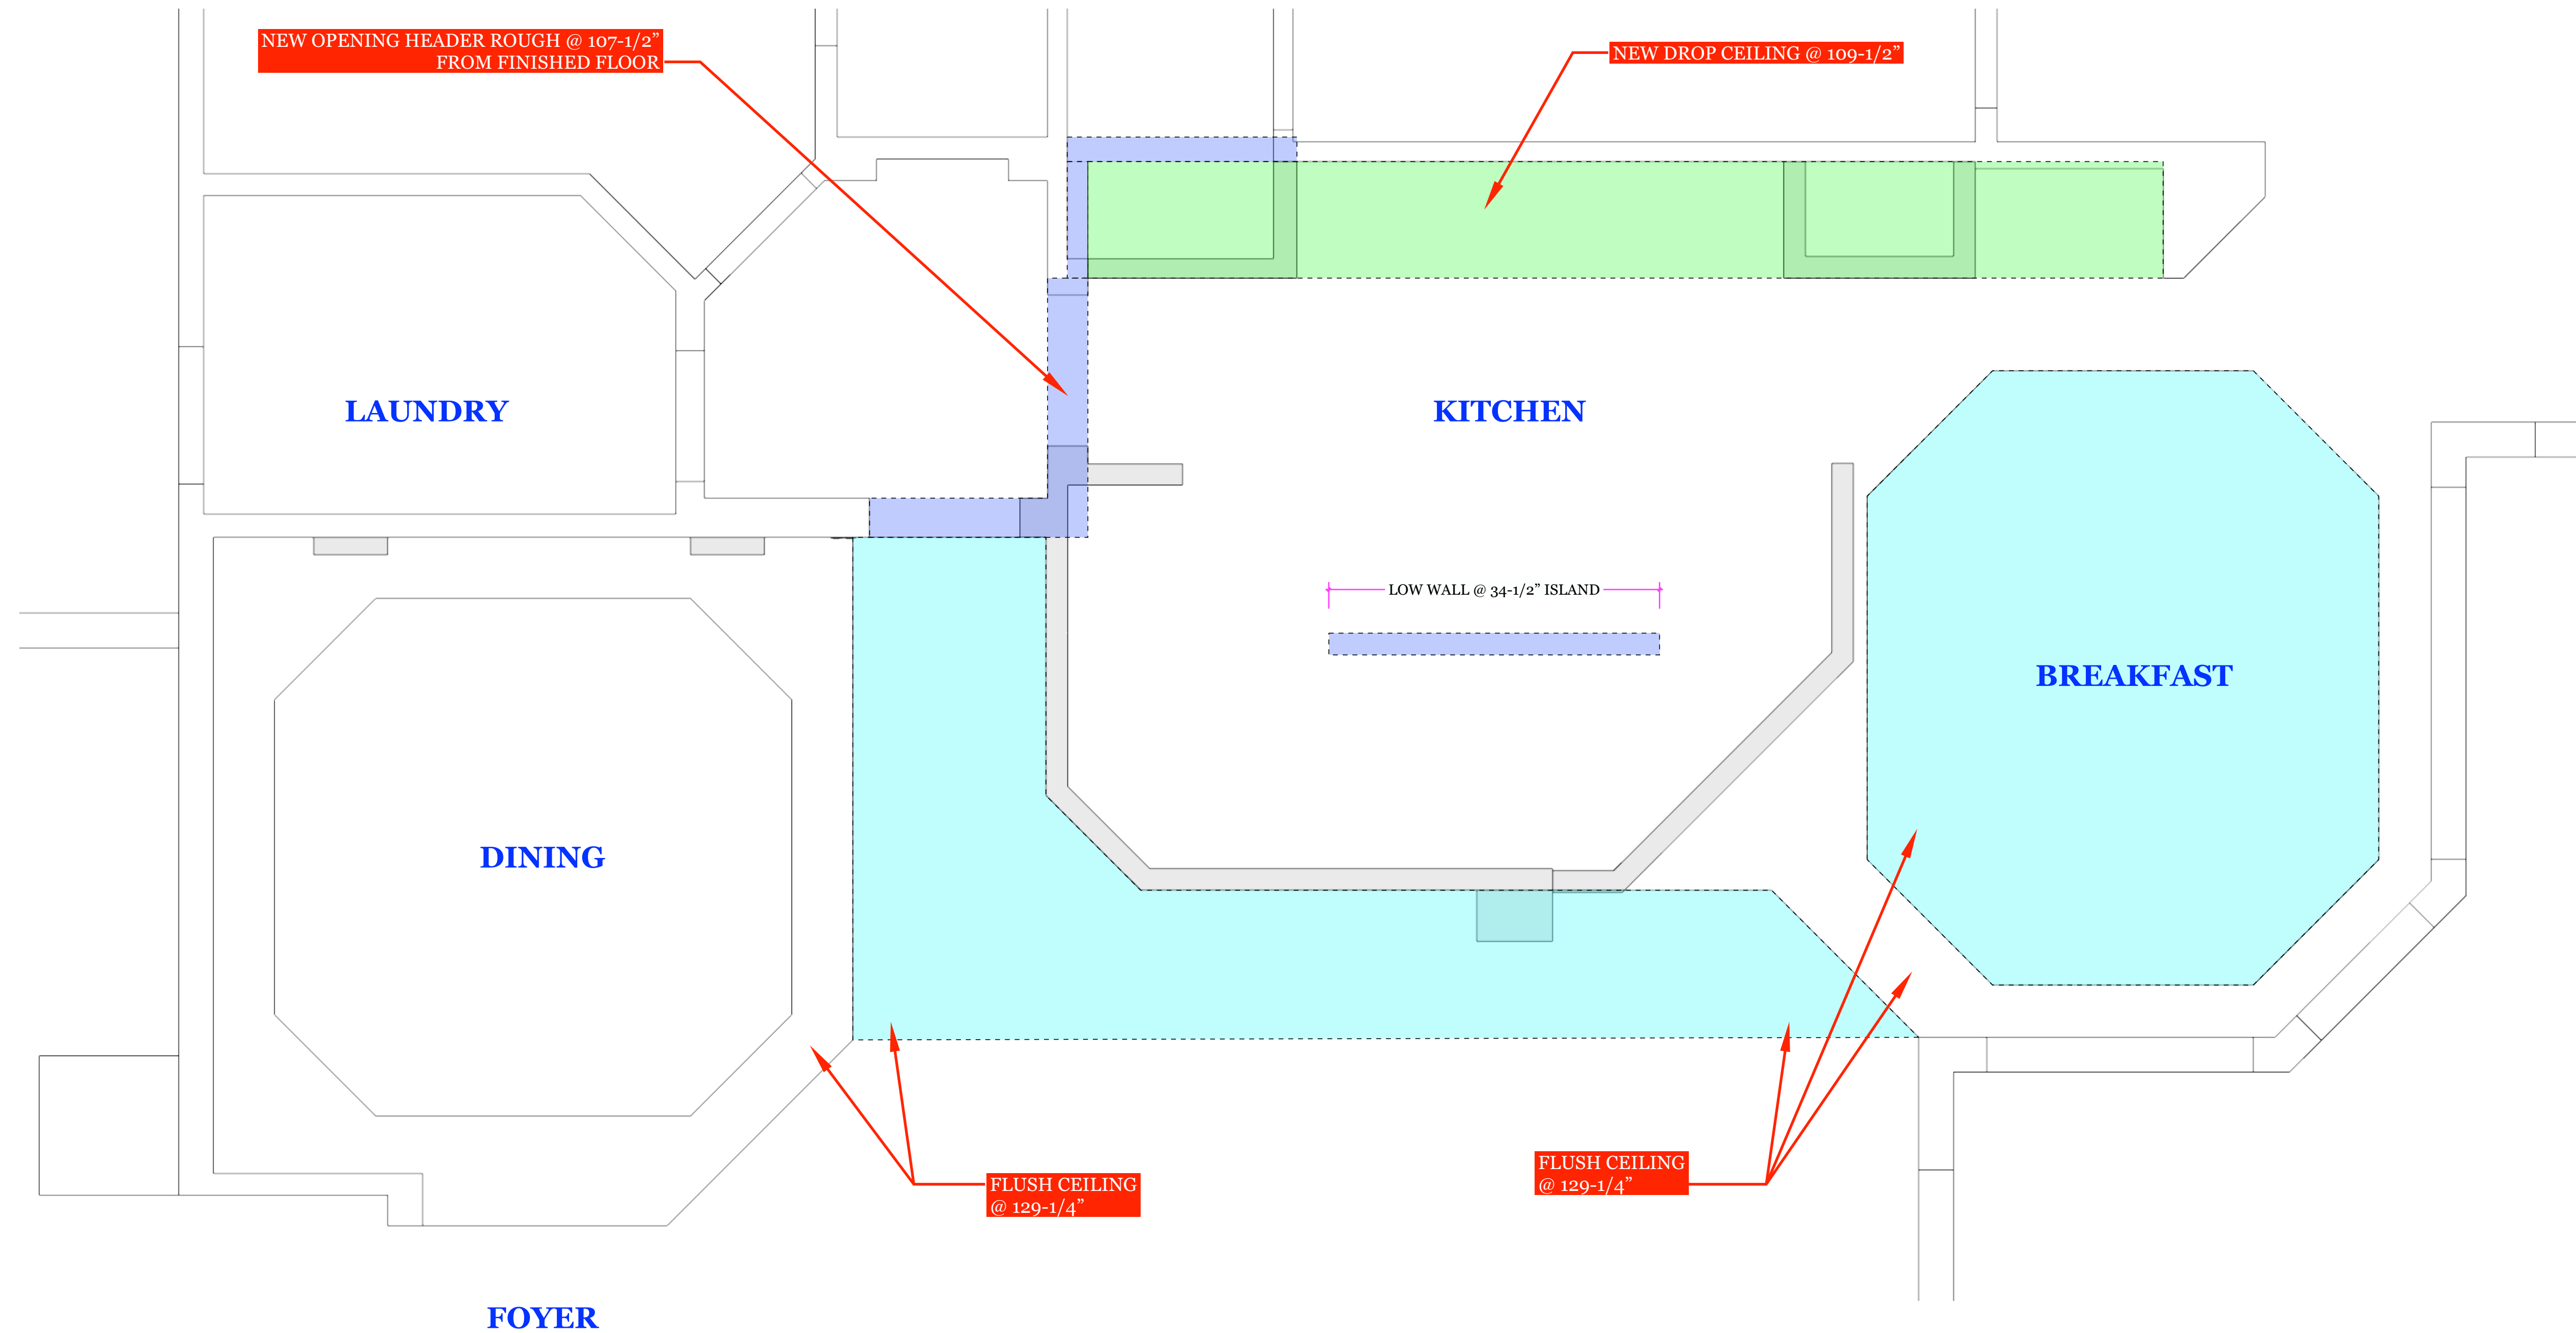 NEW OPENING HEADER ROUGH @ 107-1/2”
FROM FINISHED FLOOR
NEW DROP CEILING @ 109-1/2”
LAUNDRY
KITCHEN
LOW WALL @ 34-1/2” ISLAND
BREAKFAST
DINING
FLUSH CEILING
@ 129-1/4”
FLUSH CEILING
@ 129-1/4”
FOYER